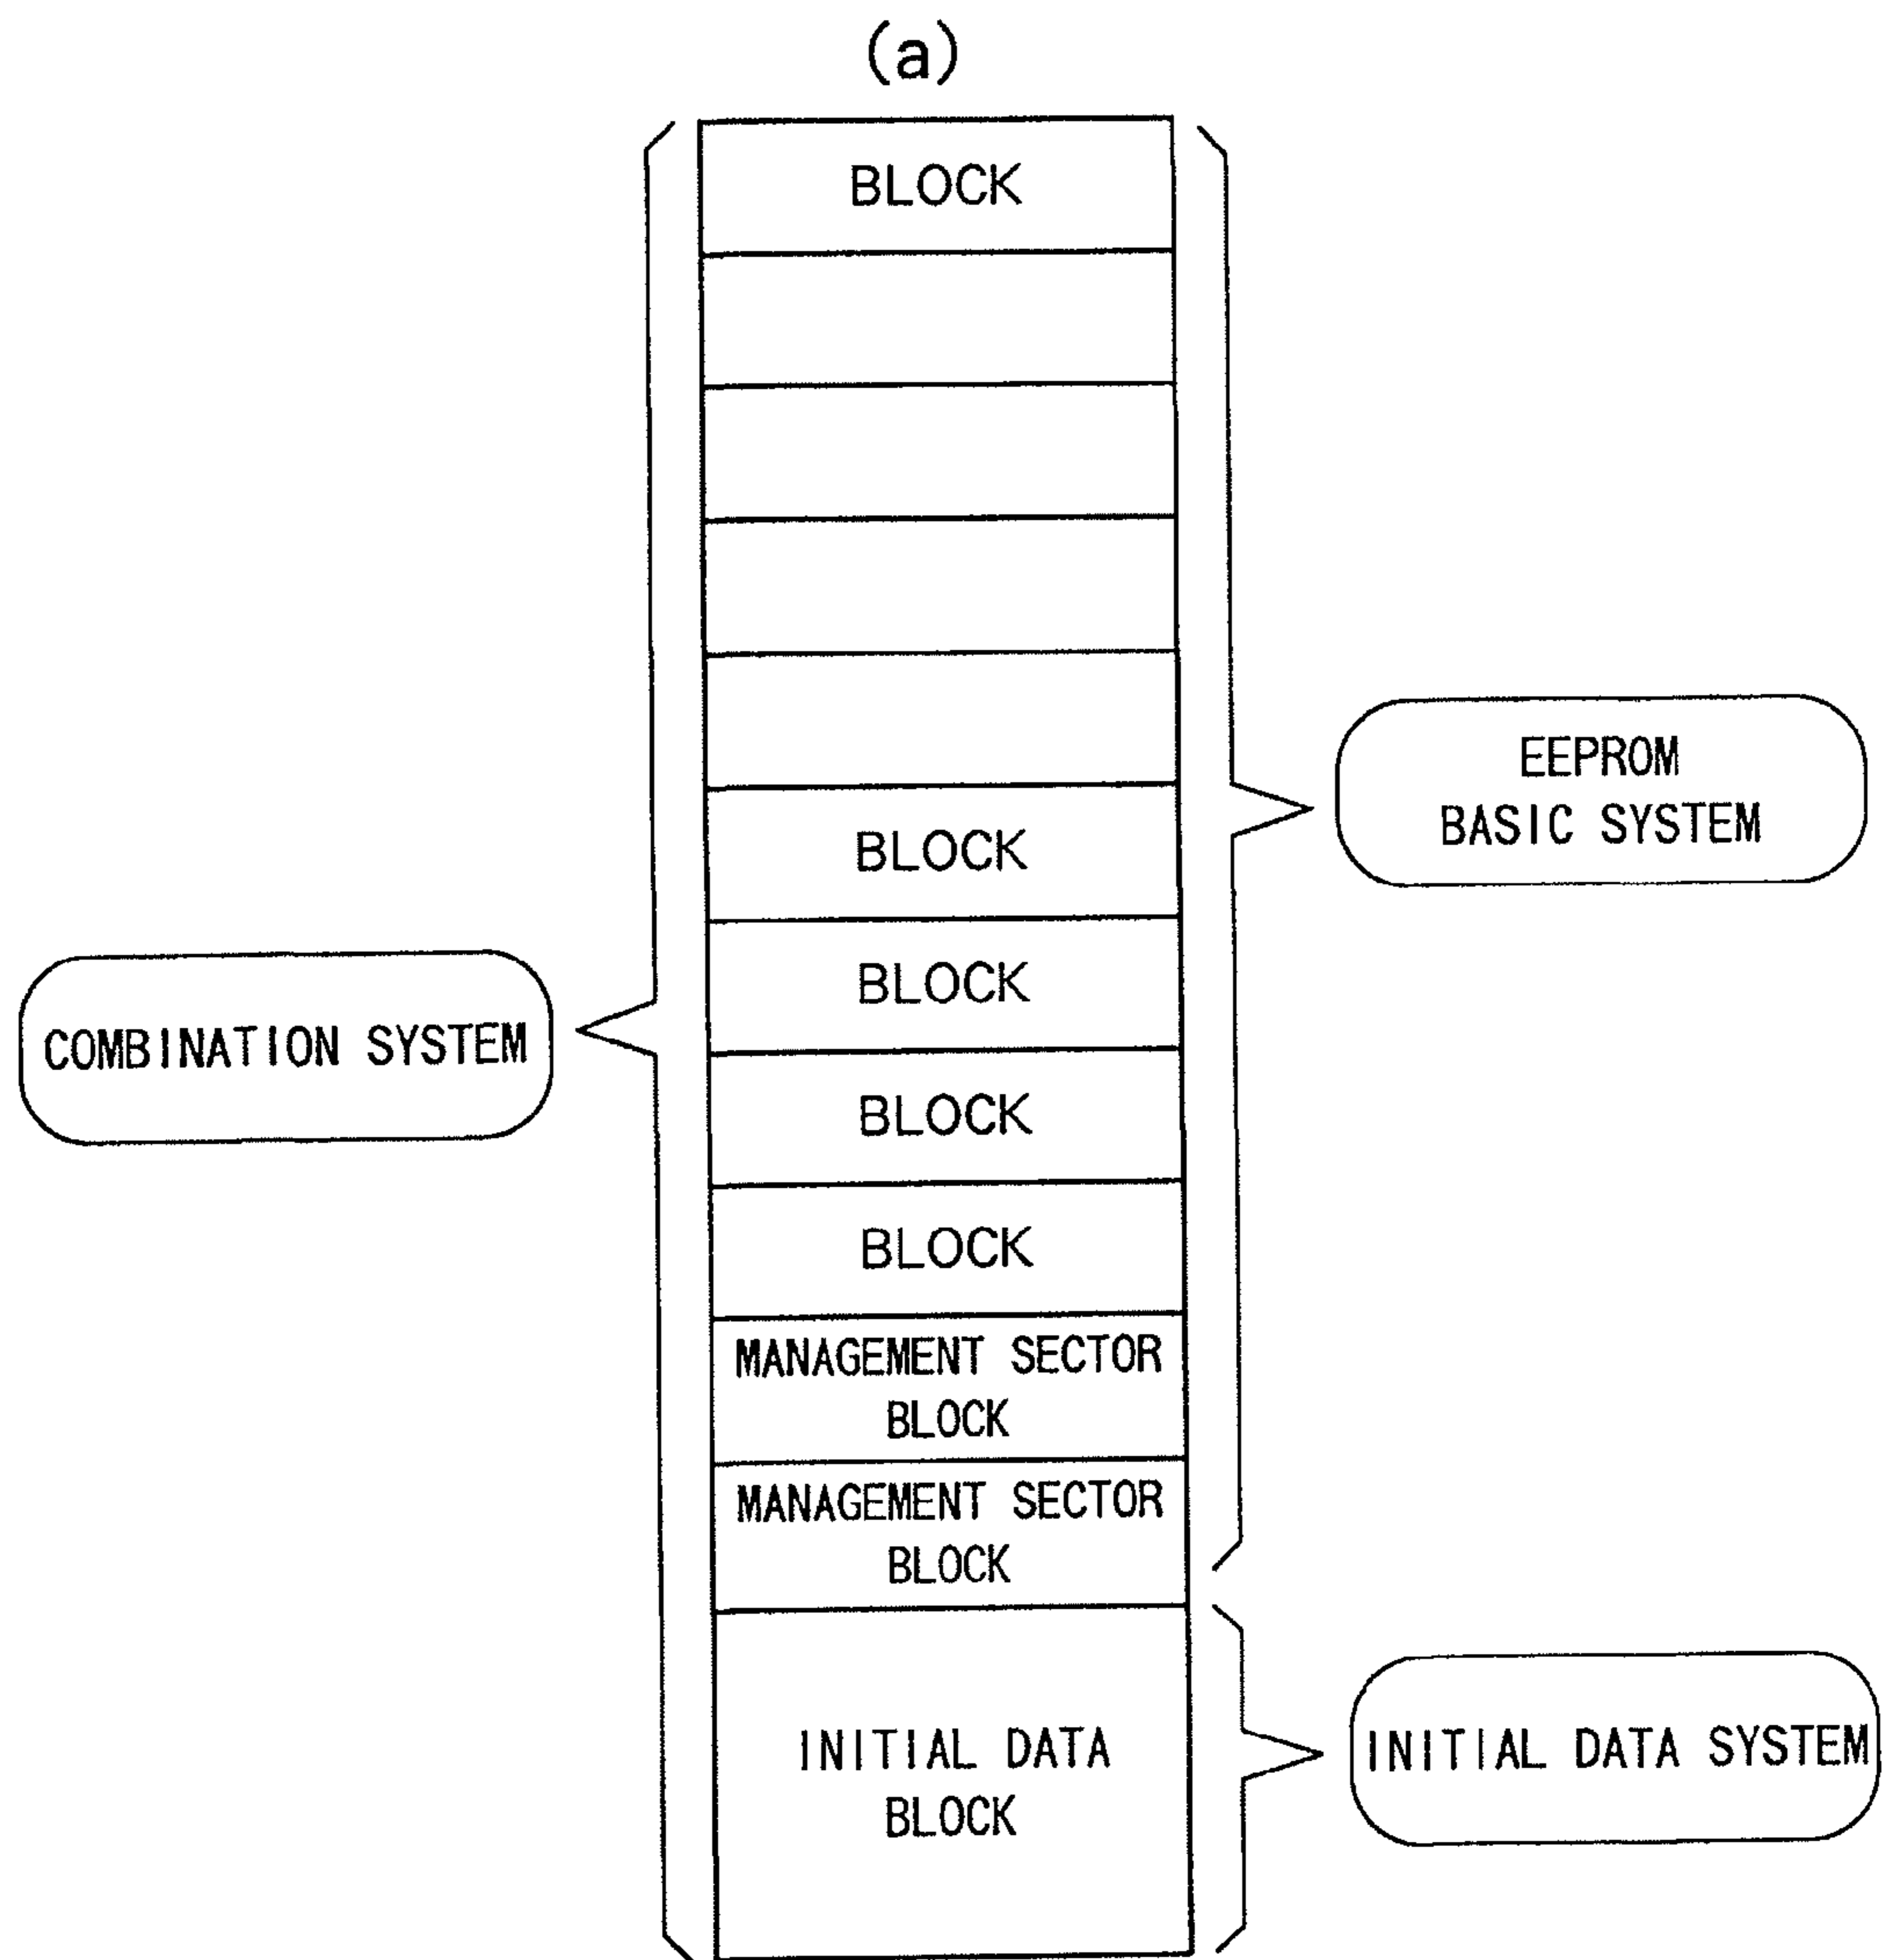 (a)
BLOCK
EEPROM
BASIC SYSTEM
BLOCK
BLOCK
COMBINATION SYSTEM
BLOCK
BLOCK
MANAGEMENT SECTOR
BLOCK
MANAGEMENT SECTOR
BLOCK
INITIAL DATA
BLOCK
INITIAL DATA SYSTEM